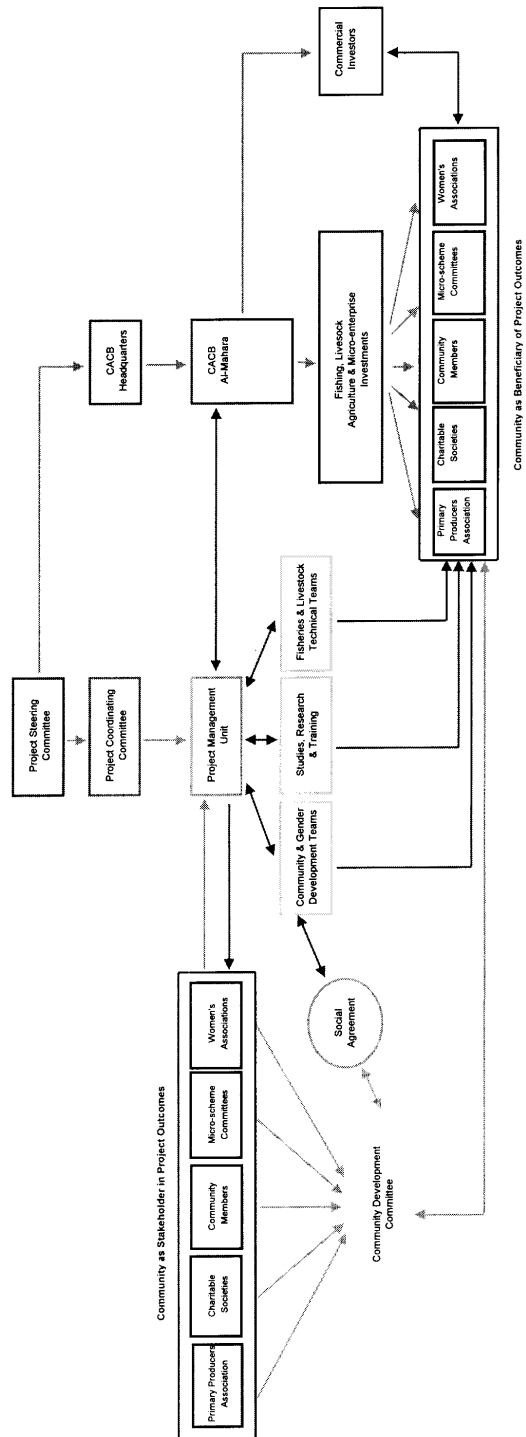 Project Steering
Committee
Project Coordinating
Committee
CACB
Headquarters
Community as Stakeholder in Project Outcomes
Primary Producers
Association
Charitable
Societies
Community
Members
Micro-scheme
Committees
Women's
Associations
Project Management
Unit
CACB
Al-Mahara
Commercial
Investors
Social
Agreement
Community & Gender
Development Teams
Studies, Research
& Training
Fisheries & Livestock
Technical Teams
Fishing, Livesock
Agriculture & Micro-enterprise
Investments
Community Development
Committee
Primary
Producers
Association
Charitable
Societies
Community
Members
Micro-scheme
Committees
Women's
Associations
Community as Beneficiary of Project Outcomes